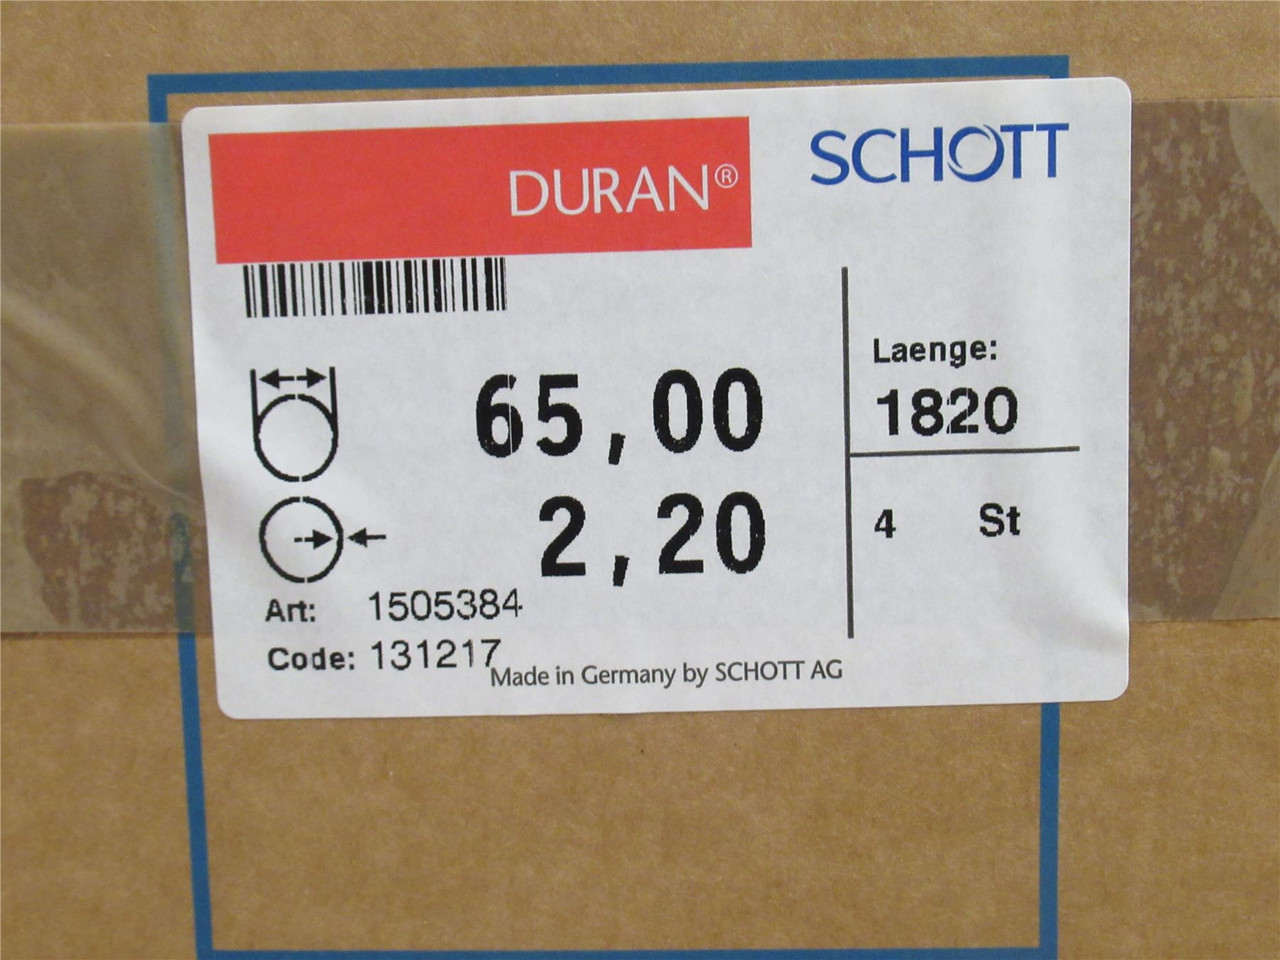 DURAN®
SCHOTT
65,00
2,20
Laenge:
1820
4 St
Art: 1505384
Code: 131217
Made in Germany by SCHOTT AG